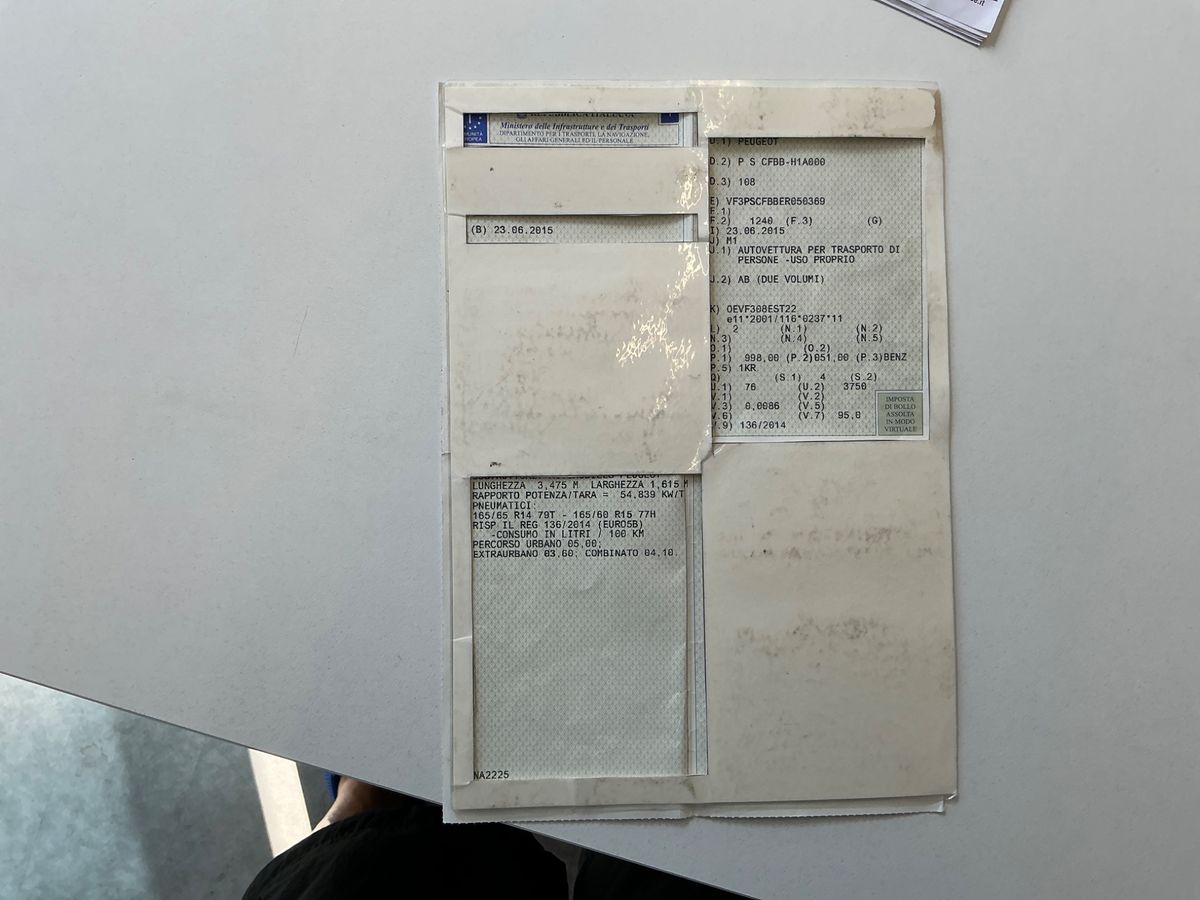 REPUBBLICA ITALIANA
Ministero delle Infrastrutture e dei Trasporti
DIPARTIMENTO PER I TRASPORTI, LA NAVIGAZIONE,
GLI AFFARI GENERALI ED IL PERSONALE
(B) 23.06.2015
LUNGHEZZA 3,475 M LARGHEZZA 1,615 M
RAPPORTO POTENZA/TARA = 54,839 KW/T
PNEUMATICI:
165/65 R14 79T - 165/60 R15 77H
RISP IL REG 136/2014 (EURO5B)
-CONSUMO IN LITRI / 100 KM
PERCORSO URBANO 05,00;
EXTRAURBANO 03,60; COMBINATO 04,10.
NA2225
D.1) PEUGEOT
D.2) P S CFBB-H1A000
D.3) 108
E) VF3PSCFBBER050369
F.1)
F.2) 1240 (F.3) (G)
I) 23.06.2015
J) M1
J.1) AUTOVETTURA PER TRASPORTO DI
PERSONE -USO PROPRIO
J.2) AB (DUE VOLUMI)
K) OEVF308EST22
e11*2001/116*0237*11
L) 2 (N.1) (N.2)
N.3) (N.4) (N.5)
O.1) (O.2)
P.1) 998,00 (P.2)051,00 (P.3)BENZ
P.5) 1KR
Q) (S.1) 4 (S.2)
U.1) 76 (U.2) 3750
V.1) (V.2)
V.3) 0,0086 (V.5)
V.6) (V.7) 95,0
V.9) 136/2014
IMPOSTA
DI BOLLO
ASSOLTA
IN MODO
VIRTUALE